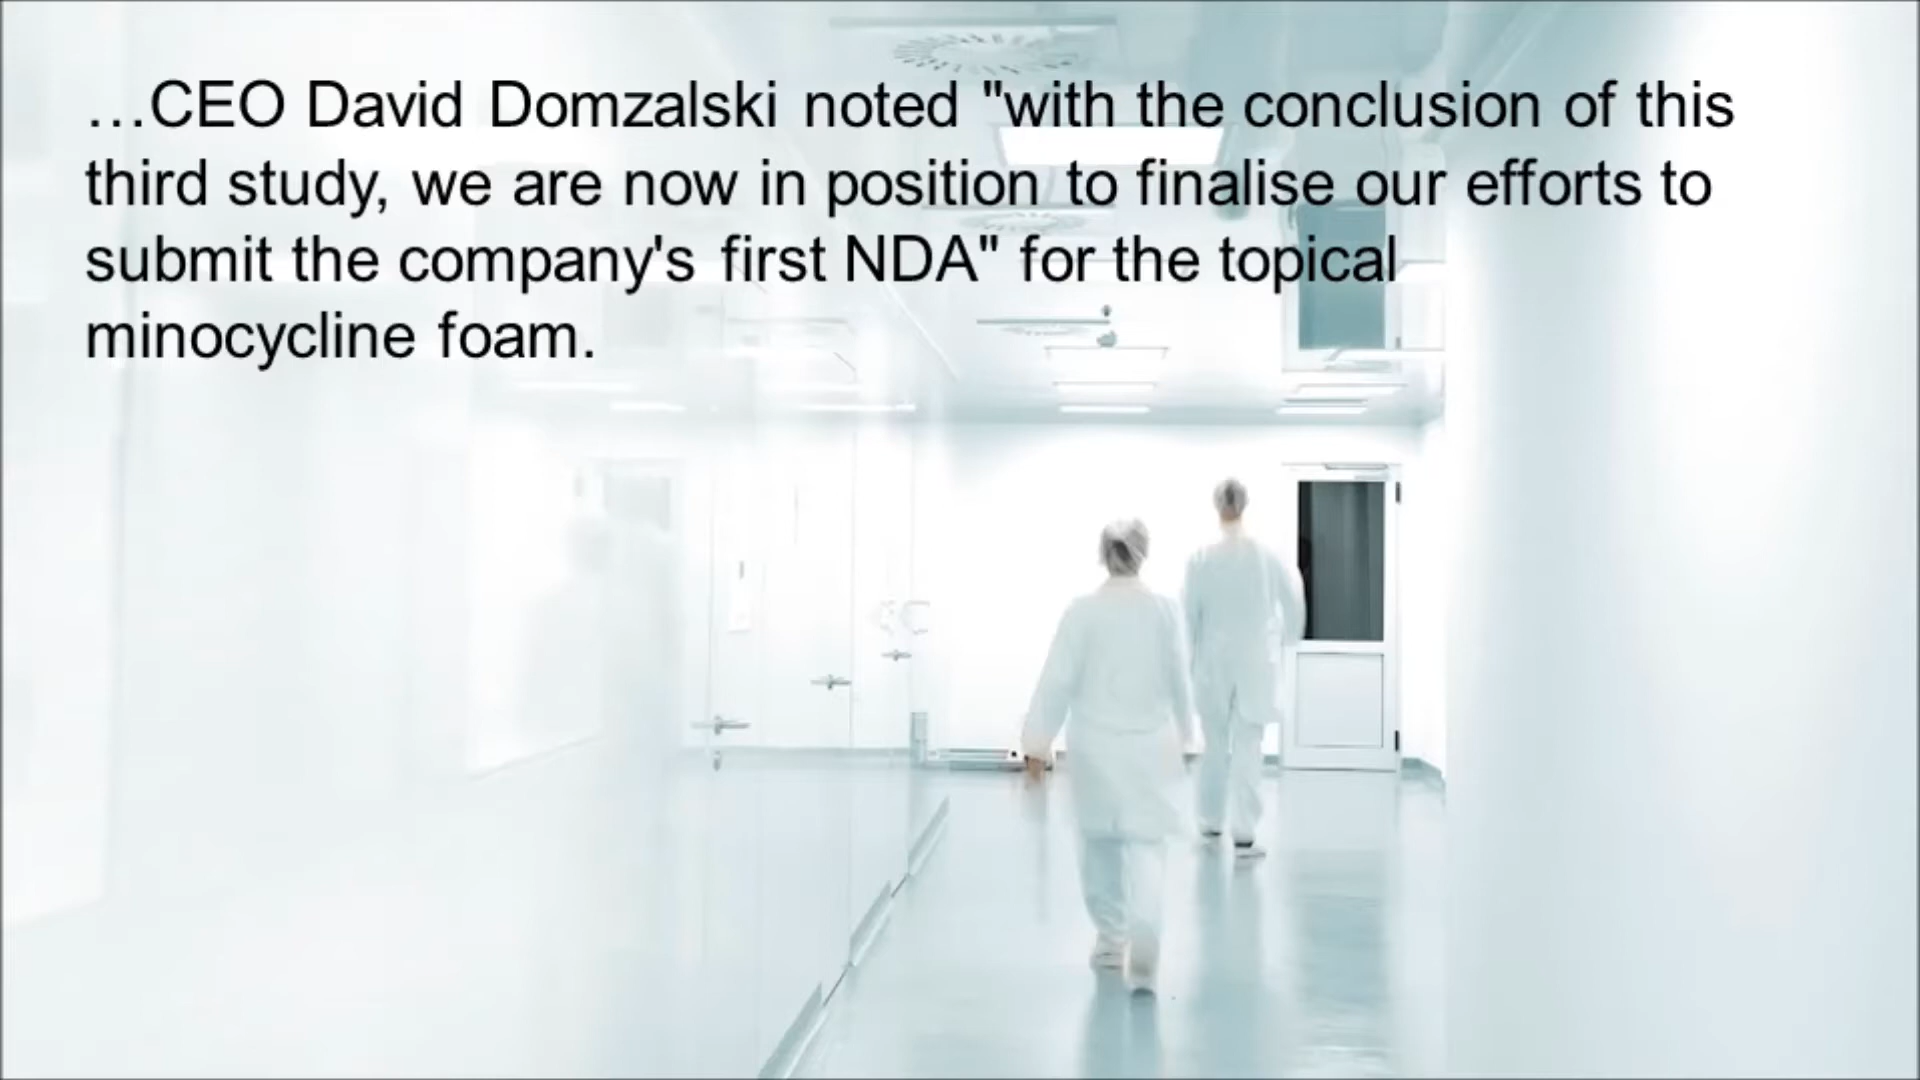 …CEO David Domzalski noted "with the conclusion of this
third study, we are now in position to finalise our efforts to
submit the company's first NDA" for the topical
minocycline foam.